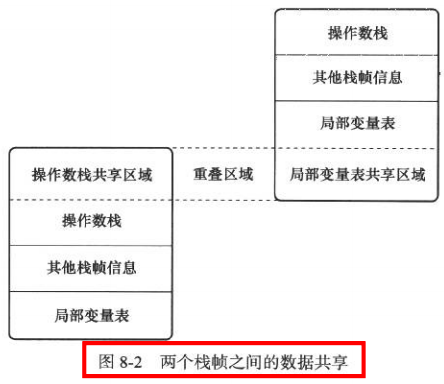 操作数栈
其他栈帧信息
局部变量表
操作数栈共享区域
重叠区域
局部变量表共享区域
操作数栈
其他栈帧信息
局部变量表
图 8-2 两个栈帧之间的数据共享